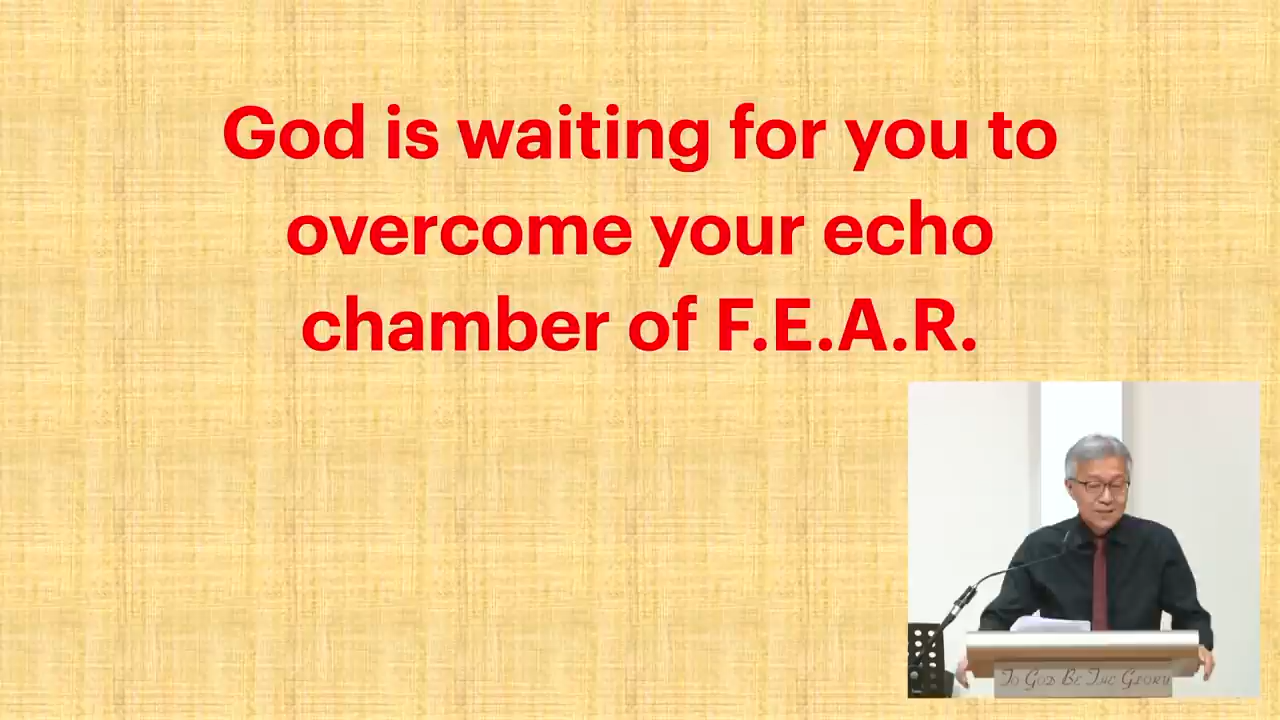 God is waiting for you to
overcome your echo
chamber of F.E.A.R.
To God Be The Glory